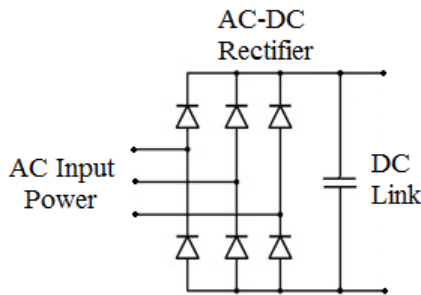 AC-DC
Rectifier
AC Input
Power
DC
Link